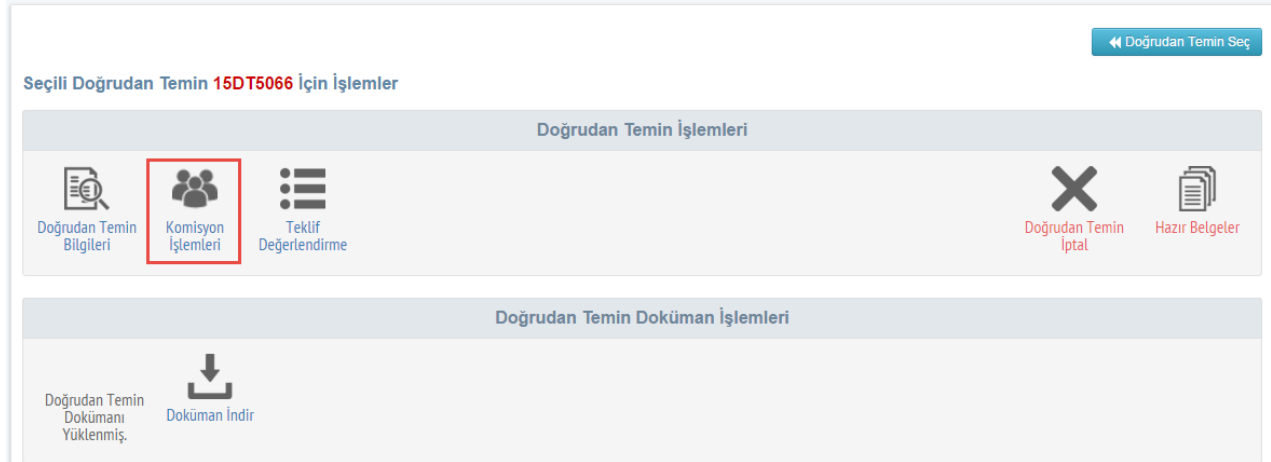 Doğrudan Temin Seç
Seçili Doğrudan Temin 15DT5066 İçin İşlemler
Doğrudan Temin İşlemleri
Doğrudan Temin
Bilgileri
Komisyon
İşlemleri
Teklif
Değerlendirme
Doğrudan Temin
İptal
Hazır Belgeler
Doğrudan Temin Doküman İşlemleri
Doğrudan Temin
Dokümanı
Yüklenmiş.
Doküman İndir